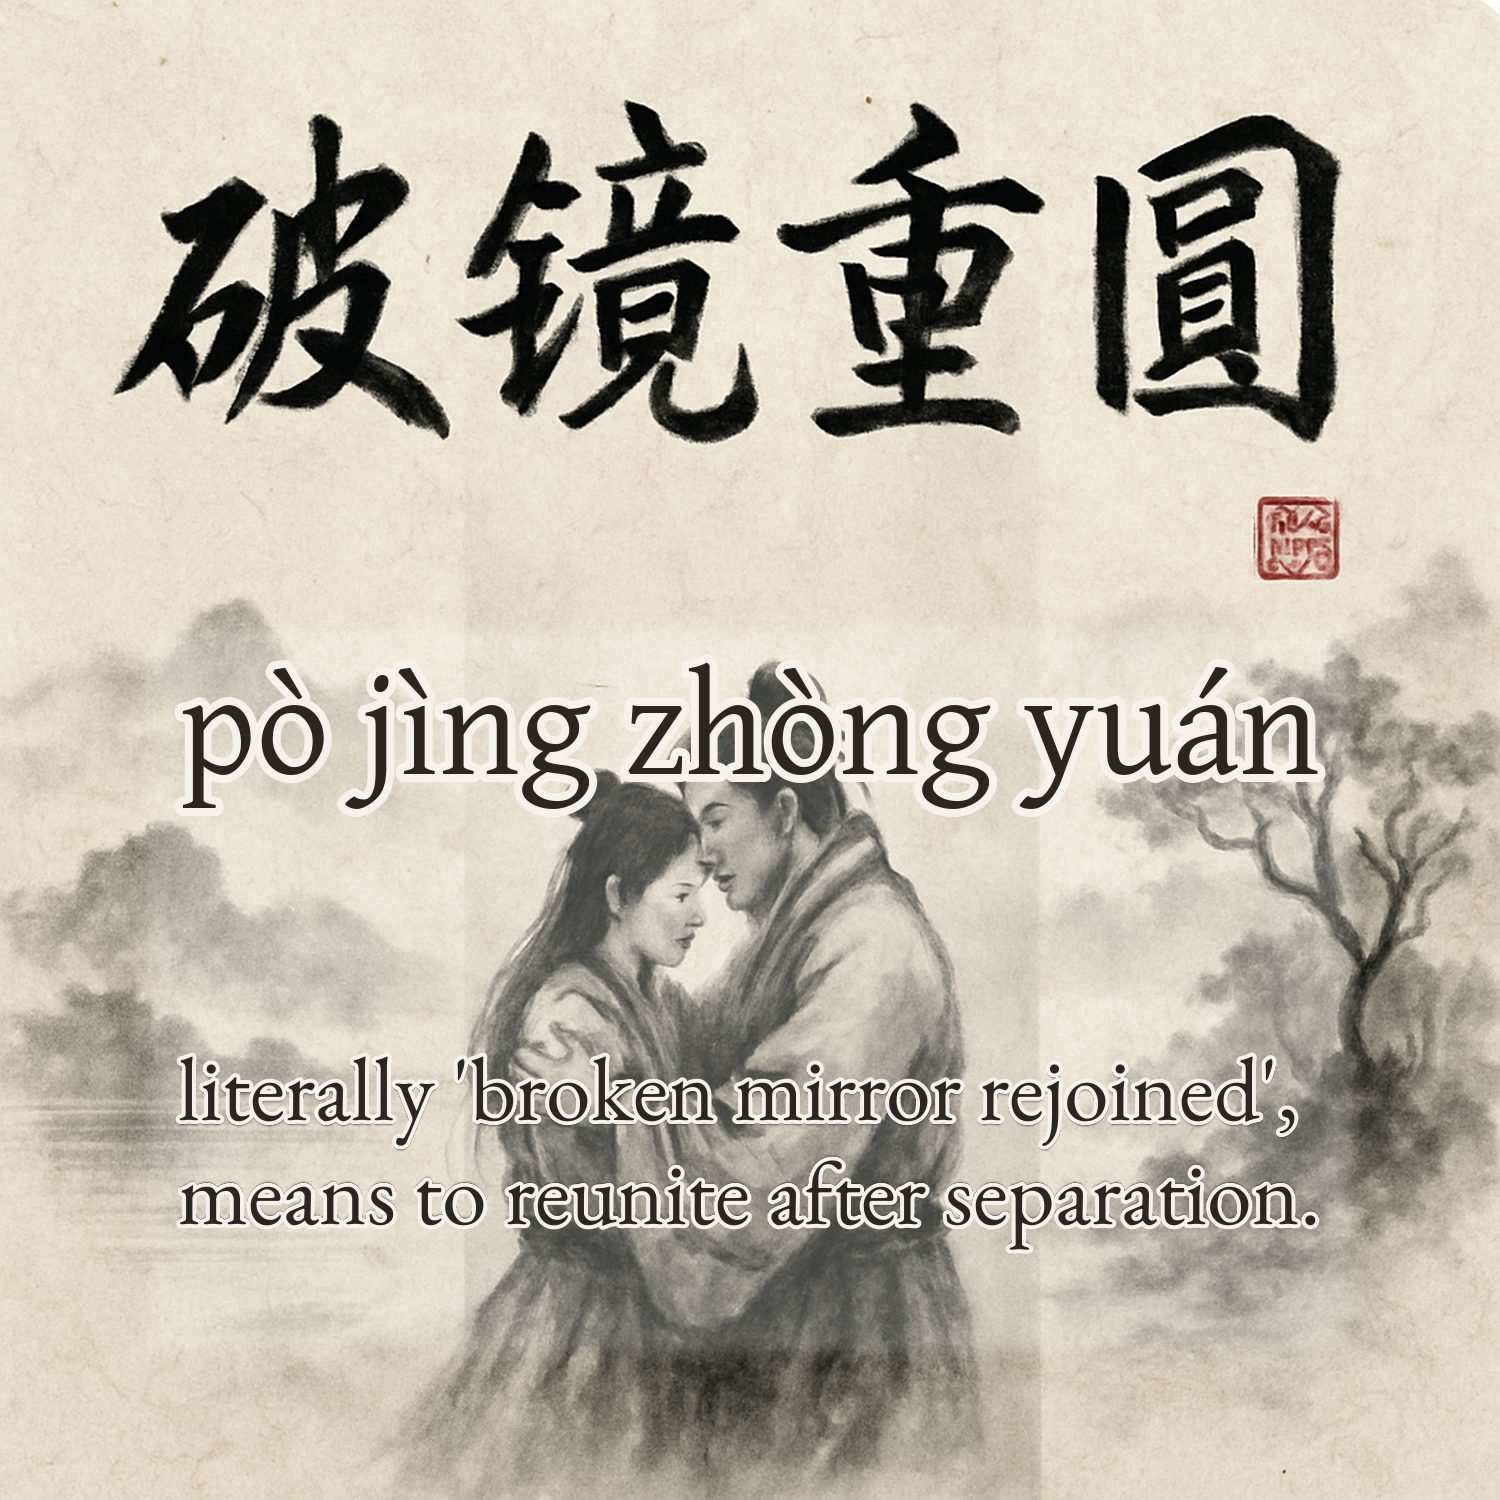 破镜重圓
pò jìng zhòng yuán
literally 'broken mirror rejoined',
means to reunite after separation.